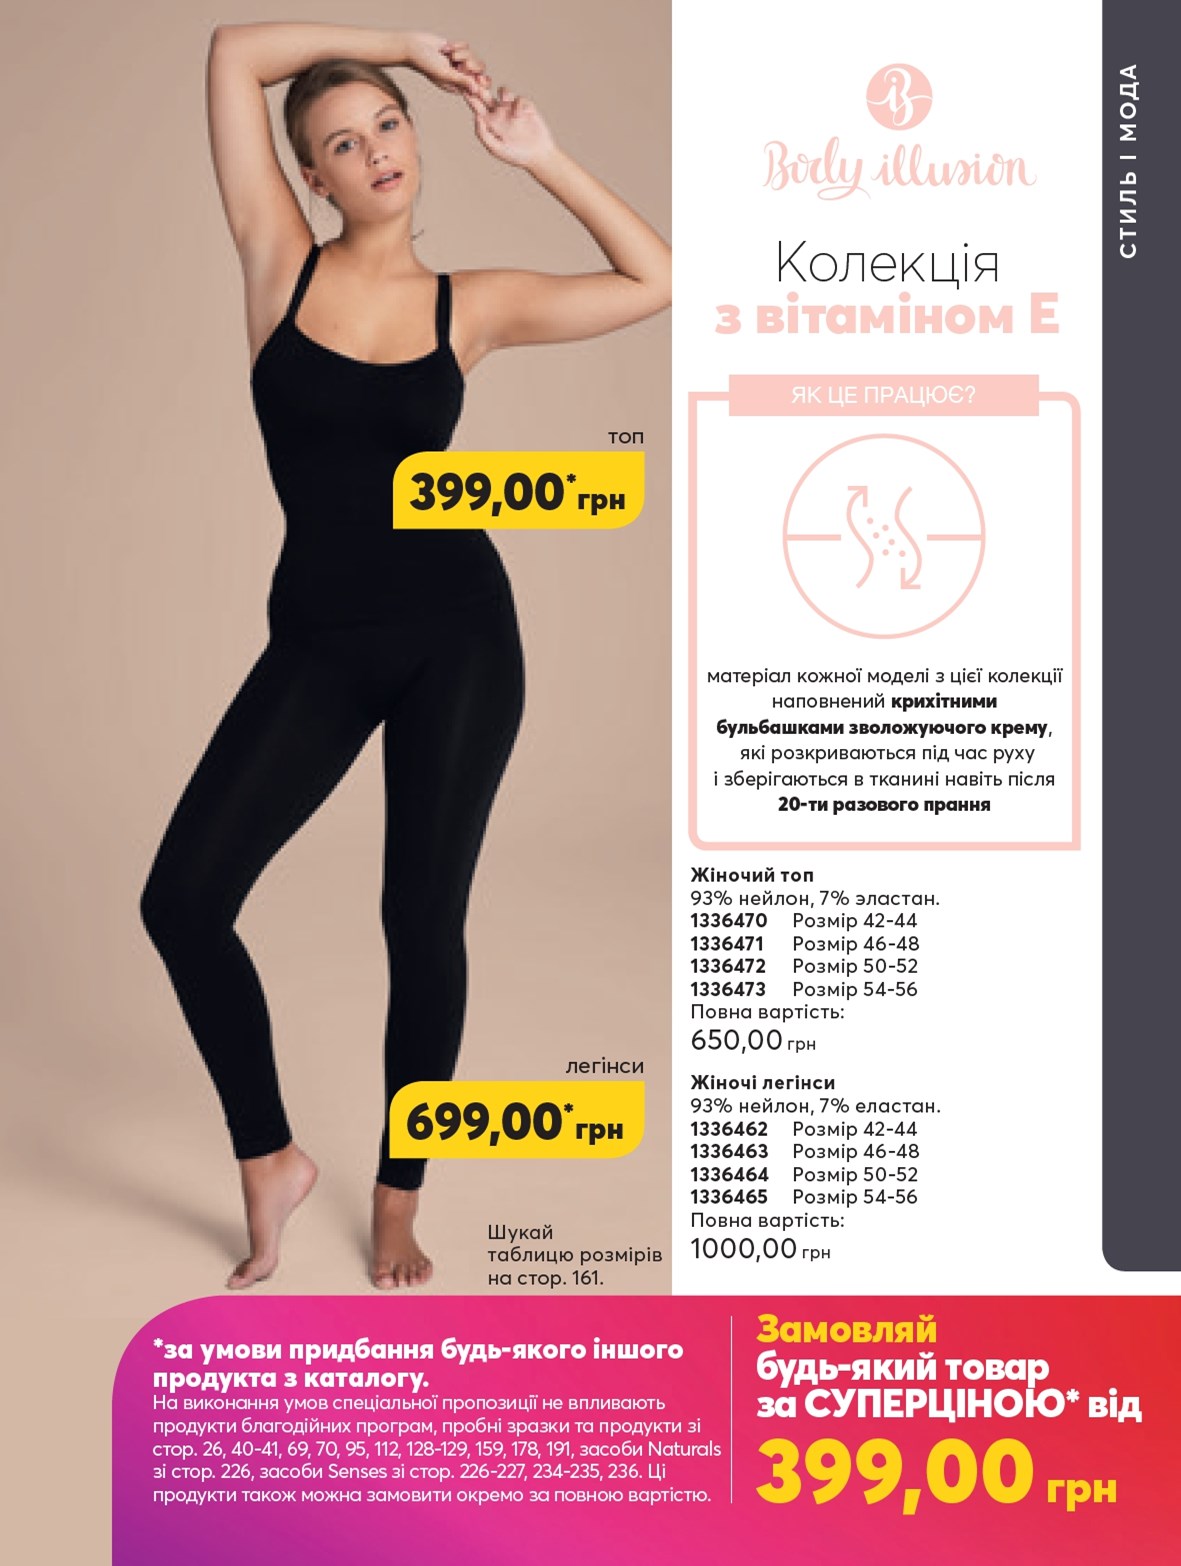 СТИЛЬ І МОДА
Body illusion
Колекція
з вітаміном Е
ЯК ЦЕ ПРАЦЮЄ?
матеріал кожної моделі з цієї колекції
наповнений крихітними
бульбашками зволожуючого крему,
які розкриваються під час руху
і зберігаються в тканині навіть після
20-ти разового прання
топ
399,00* грн
Жіночий топ
93% нейлон, 7% эластан.
1336470 Розмір 42-44
1336471 Розмір 46-48
1336472 Розмір 50-52
1336473 Розмір 54-56
Повна вартість:
650,00 грн
легінси
699,00* грн
Жіночі легінси
93% нейлон, 7% еластан.
1336462 Розмір 42-44
1336463 Розмір 46-48
1336464 Розмір 50-52
1336465 Розмір 54-56
Повна вартість:
1000,00 грн
Шукай
таблицю розмірів
на стор. 161.
*за умови придбання будь-якого іншого
продукта з каталогу.
На виконання умов спеціальної пропозиції не впливають
продукти благодійних програм, пробні зразки та продукти зі
стор. 26, 40-41, 69, 70, 95, 112, 128-129, 159, 178, 191, засоби Naturals
зі стор. 226, засоби Senses зі стор. 226-227, 234-235, 236. Ці
продукти також можна замовити окремо за повною вартістю.
Замовляй
будь-який товар
за СУПЕРЦІНОЮ* від
399,00 грн